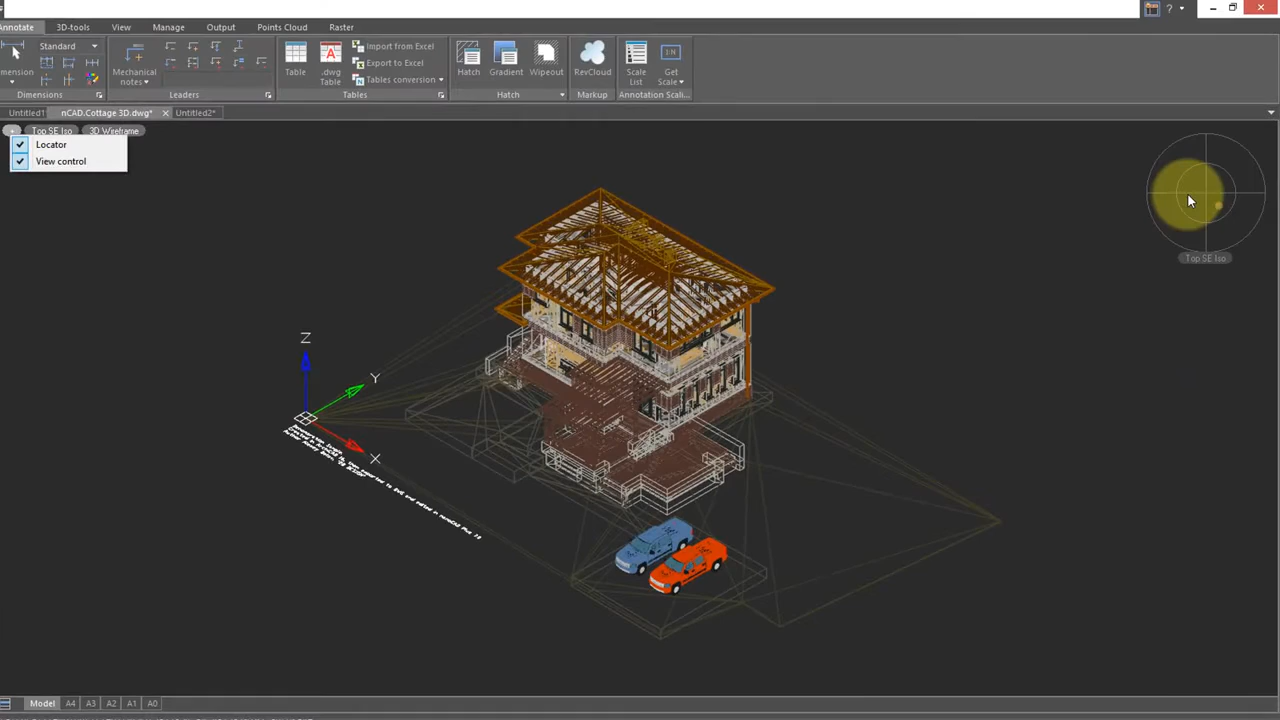 ?
Annotate 3D-tools View Manage Output Points Cloud Raster
Standard
Import from Excel
Export to Excel
Tables conversion
Mechanical notes
Table
.dwg Table
Hatch Gradient Wipeout
RevCloud
Scale List
Get Scale
Dimensions Leaders Tables Hatch Markup Annotation Scali...
Untitled1 nCAD.Cottage 3D.dwg* Untitled2*
Top SE Iso 3D Wireframe
Locator
View control
Top SE Iso
Z
Y
X
Model A4 A3 A2 A1 A0